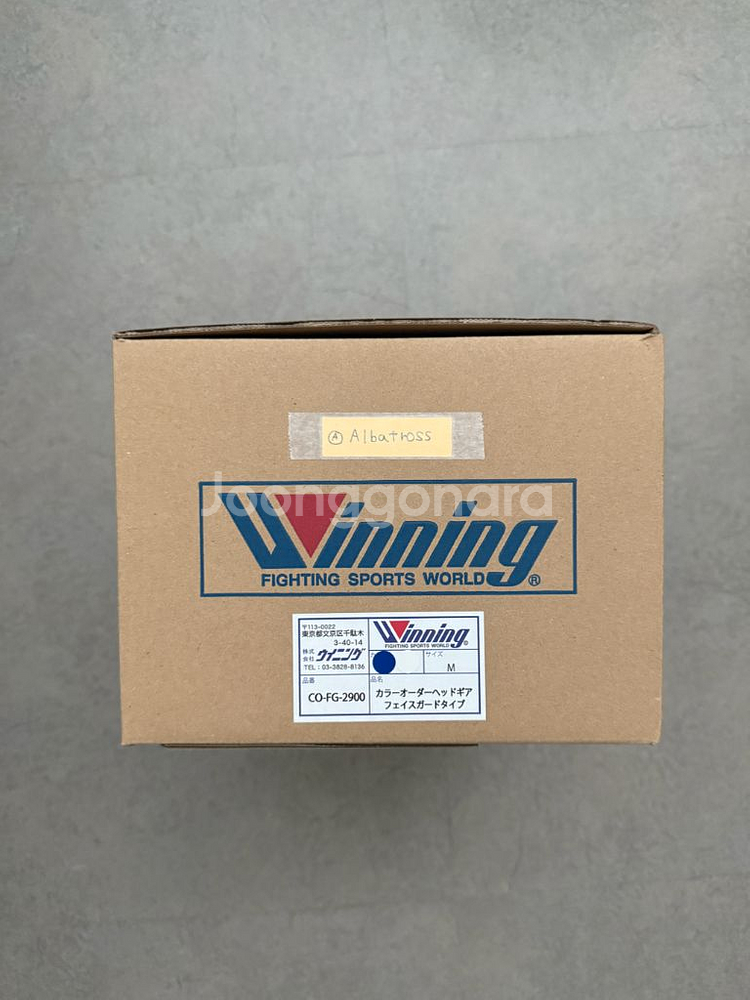 Ⓐ Albatross
Joonggonara
Winning
FIGHTING SPORTS WORLD®
〒113-0022
東京都文京区千駄木
3-40-14
株式会社 ウイニング
TEL:03-3828-8136
Winning®
FIGHTING SPORTS WORLD
サイズ
M
品番
CO-FG-2900
品名
カラーオーダーヘッドギア
フェイスガードタイプ